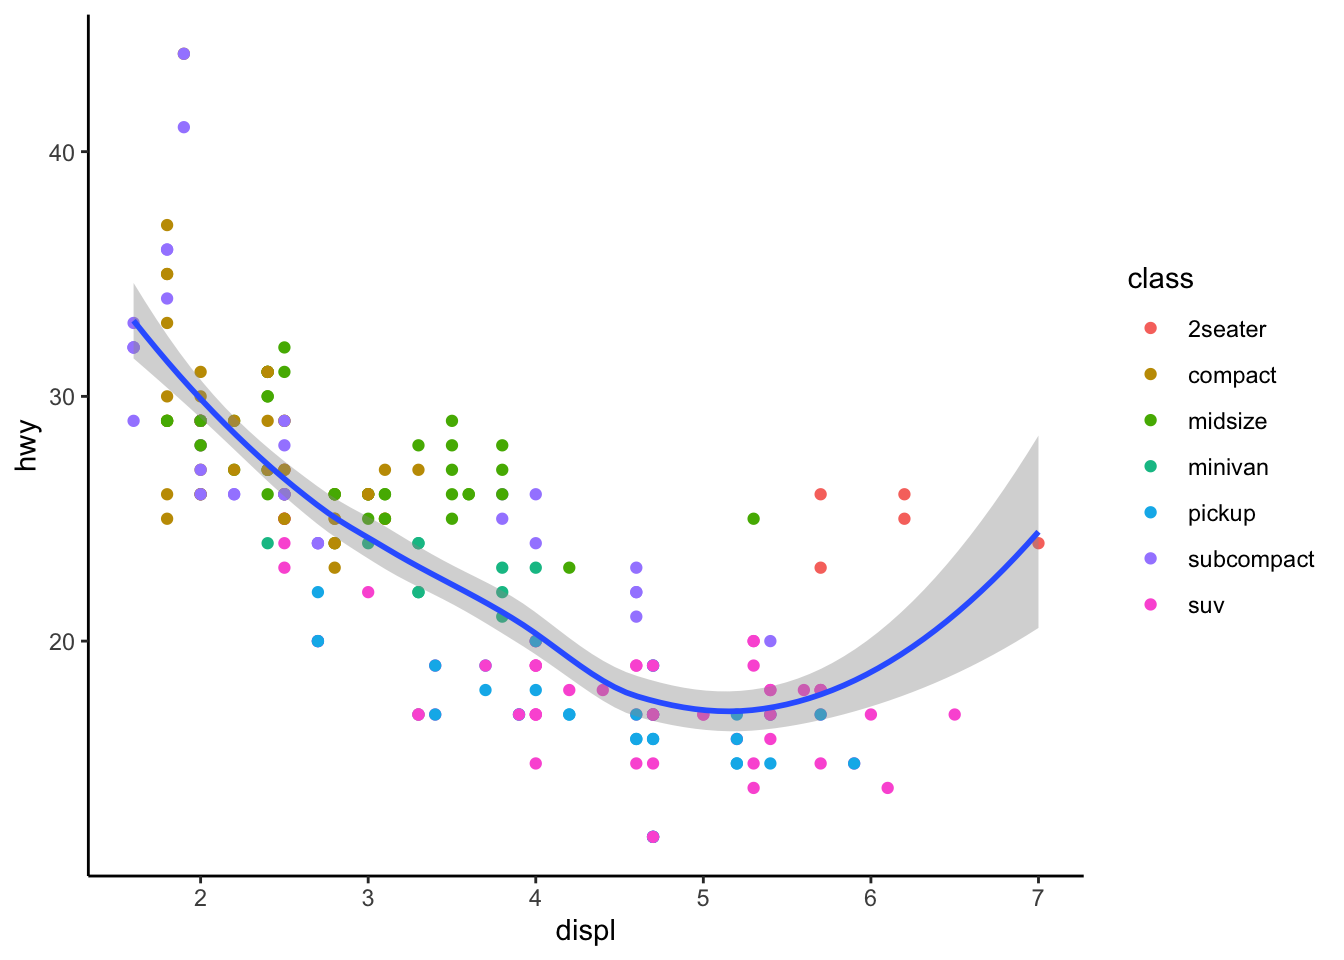 40
30
20
hwy
2 3 4 5 6 7
displ
class
2seater
compact
midsize
minivan
pickup
subcompact
suv